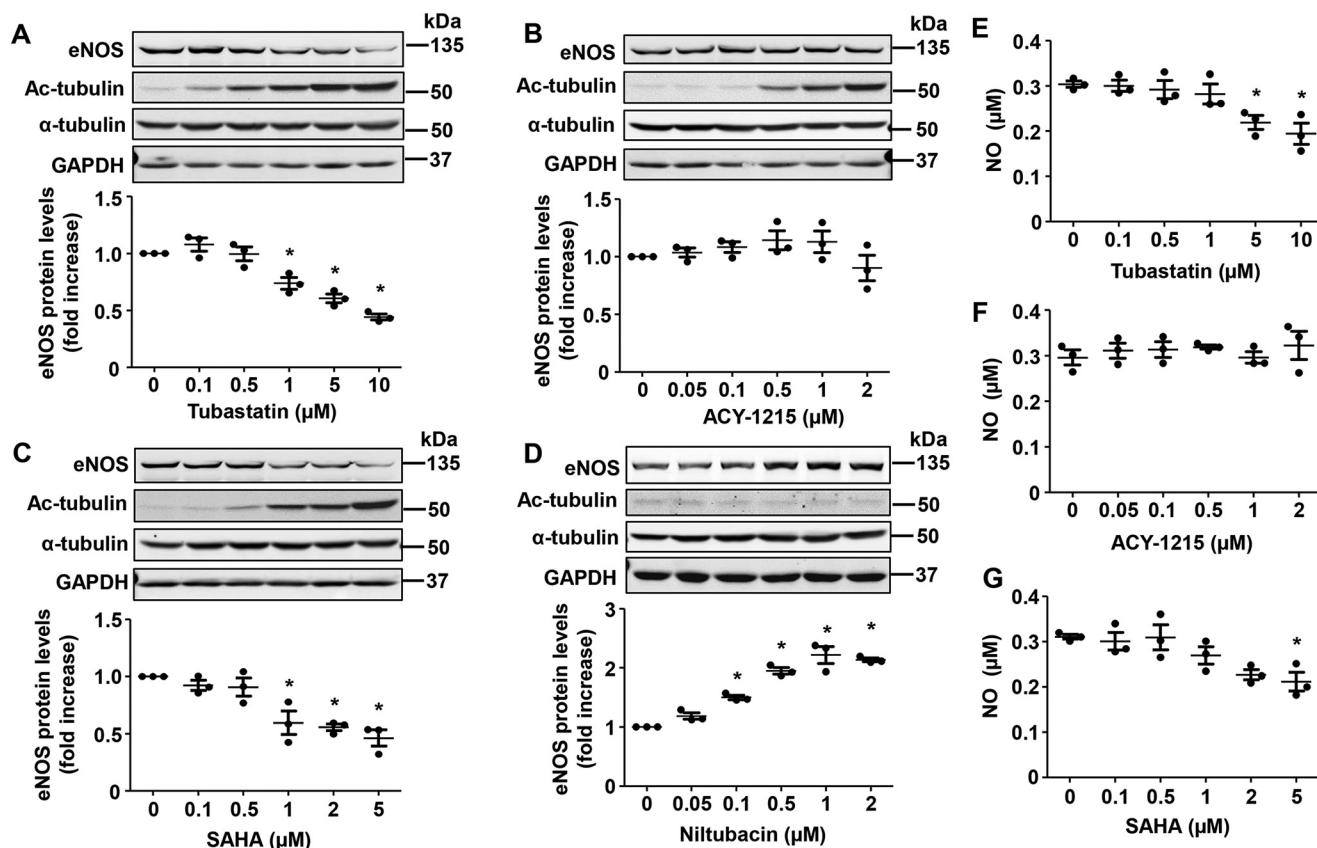 A
kDa
eNOS
135
Ac-tubulin
50
α-tubulin
50
GAPDH
37
eNOS protein levels
(fold increase)
1.5
1.0
0.5
0
* * *
0 0.1 0.5 1 5 10
Tubastatin (µM)
B
kDa
eNOS
135
Ac-tubulin
50
α-tubulin
50
GAPDH
37
eNOS protein levels
(fold increase)
1.5
1.0
0.5
0
0 0.05 0.1 0.5 1 2
ACY-1215 (µM)
C
kDa
eNOS
135
Ac-tubulin
50
α-tubulin
50
GAPDH
37
eNOS protein levels
(fold increase)
1.5
1.0
0.5
0
* * *
0 0.1 0.5 1 2 5
SAHA (µM)
D
kDa
eNOS
135
Ac-tubulin
50
α-tubulin
50
GAPDH
37
eNOS protein levels
(fold increase)
3
2
1
0
* * * *
0 0.05 0.1 0.5 1 2
Niltubacin (µM)
E
NO (µM)
0.4
0.3
0.2
0.1
0
* *
0 0.1 0.5 1 5 10
Tubastatin (µM)
F
NO (µM)
0.4
0.3
0.2
0.1
0
0 0.05 0.1 0.5 1 2
ACY-1215 (µM)
G
NO (µM)
0.4
0.3
0.2
0.1
0
*
0 0.1 0.5 1 2 5
SAHA (µM)